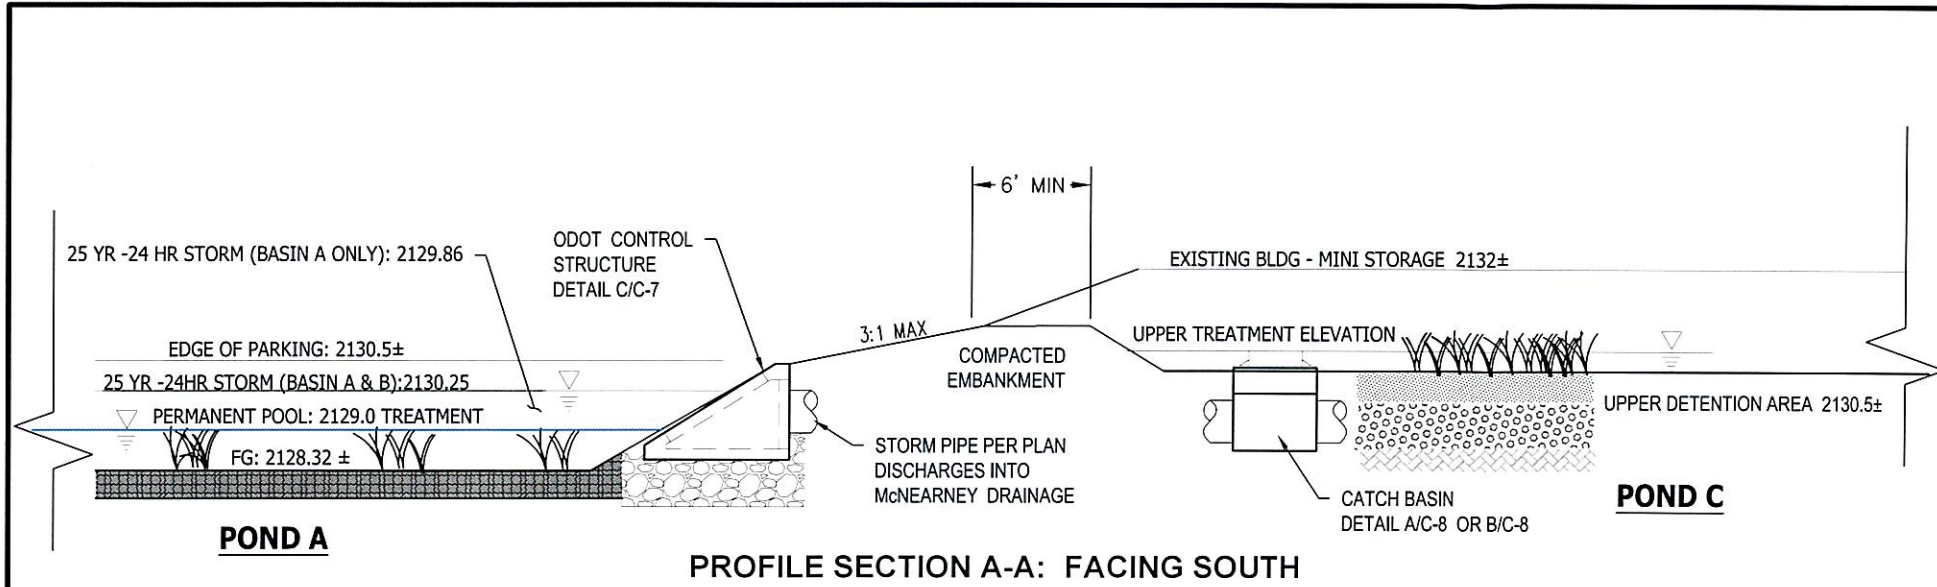 6' MIN
25 YR -24 HR STORM (BASIN A ONLY): 2129.86
ODOT CONTROL
STRUCTURE
DETAIL C/C-7
EXISTING BLDG - MINI STORAGE 2132±
3:1 MAX
UPPER TREATMENT ELEVATION
EDGE OF PARKING: 2130.5±
COMPACTED
EMBANKMENT
25 YR -24HR STORM (BASIN A & B):2130.25
PERMANENT POOL: 2129.0 TREATMENT
UPPER DETENTION AREA 2130.5±
FG: 2128.32 ±
STORM PIPE PER PLAN
DISCHARGES INTO
McNEARNEY DRAINAGE
CATCH BASIN
DETAIL A/C-8 OR B/C-8
POND C
POND A
PROFILE SECTION A-A: FACING SOUTH